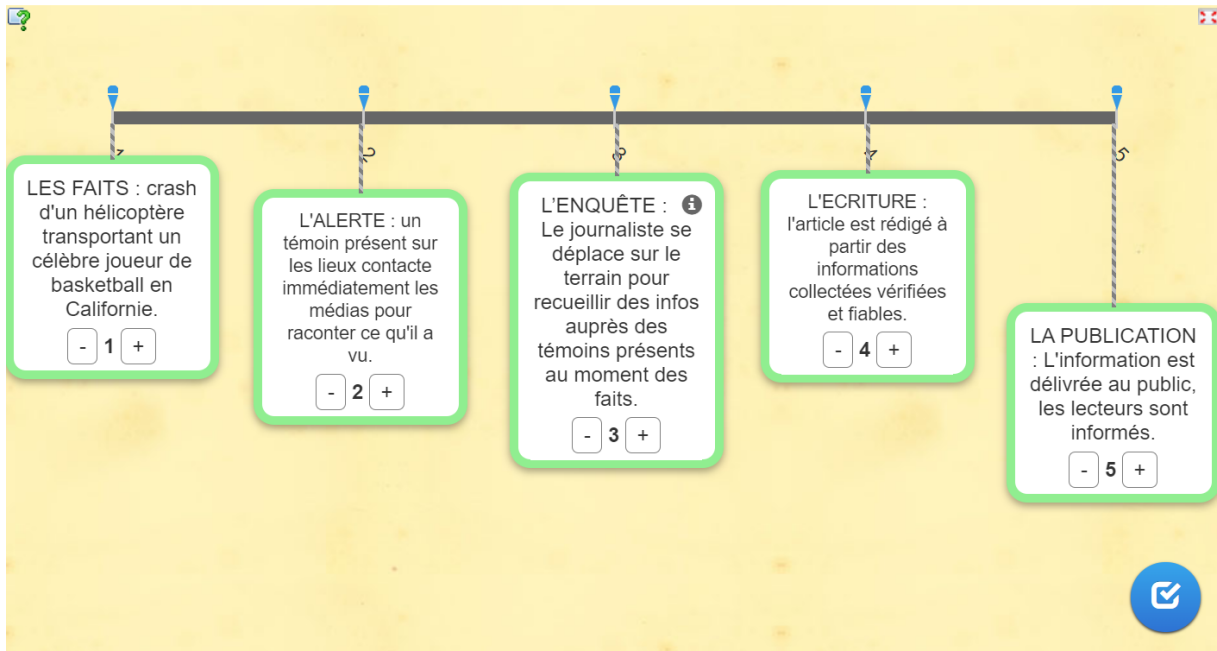 1
2
3
4
5
LES FAITS : crash
d'un hélicoptère
transportant un
célèbre joueur de
basketball en
Californie.
- 1 +
L'ALERTE : un
témoin présent sur
les lieux contacte
immédiatement les
médias pour
raconter ce qu'il a
vu.
- 2 +
L'ENQUÊTE :
Le journaliste se
déplace sur le
terrain pour
recueillir des infos
auprès des
témoins présents
au moment des
faits.
- 3 +
L'ECRITURE :
l'article est rédigé à
partir des
informations
collectées vérifiées
et fiables.
- 4 +
LA PUBLICATION
: L'information est
délivrée au public,
les lecteurs sont
informés.
- 5 +